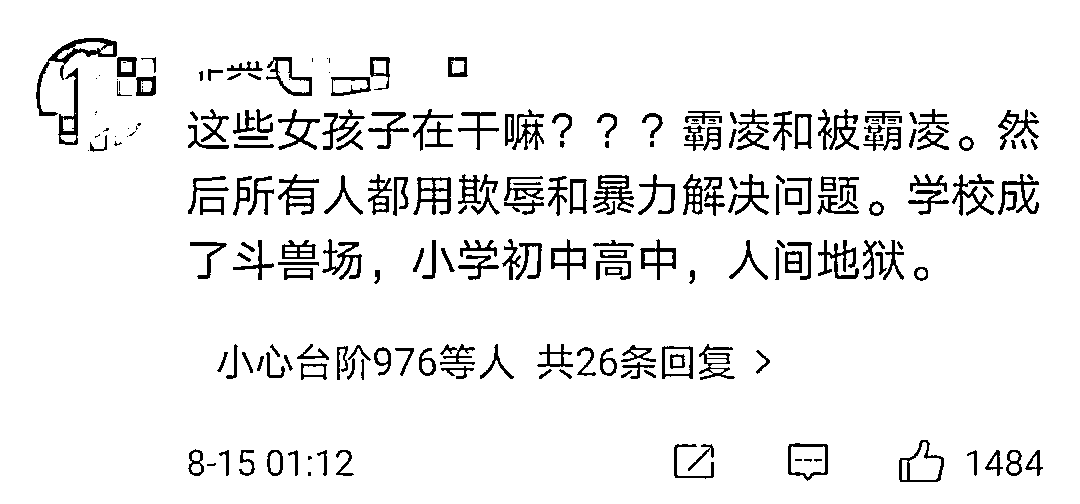 这些女孩子在干嘛？？？霸凌和被霸凌。然
后所有人都用欺辱和暴力解决问题。学校成
了斗兽场，小学初中高中，人间地狱。
小心台阶976等人 共26条回复 >
8-15 01:12
1484